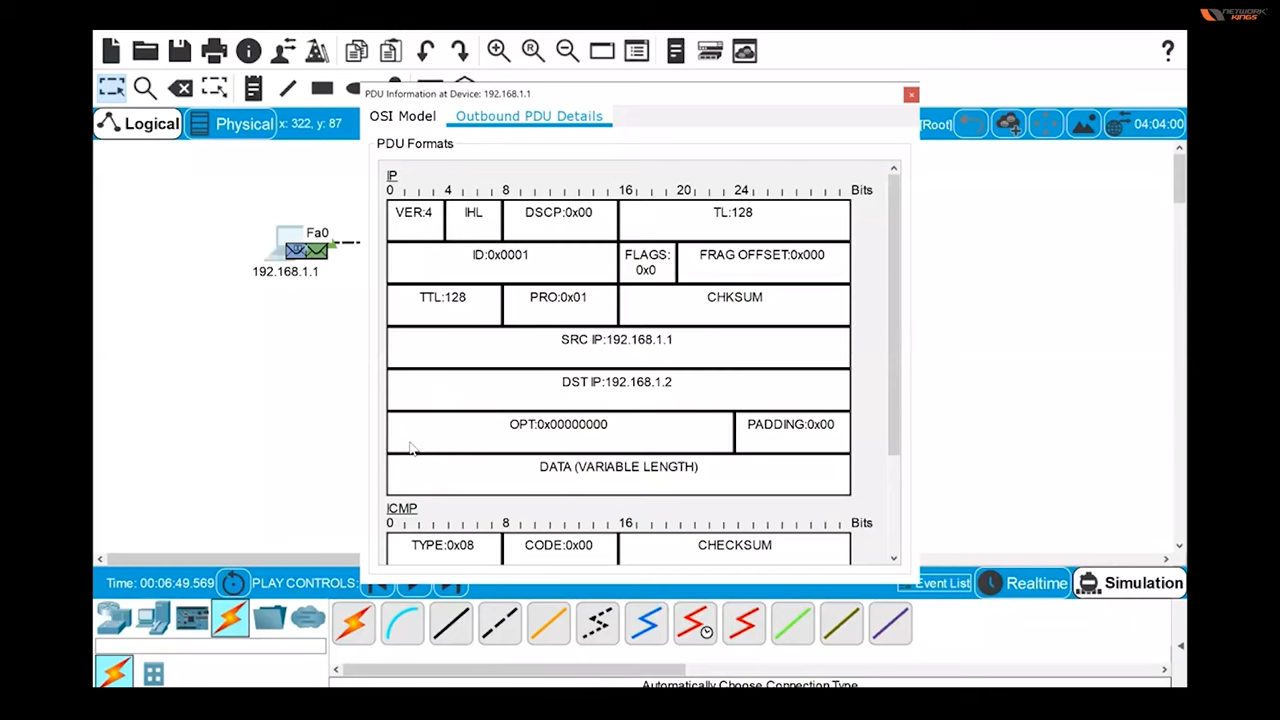 NETWORK
KINGS
?
PDU Information at Device: 192.168.1.1
OSI Model Outbound PDU Details
Logical Physical x: 322, y: 87 [Root] 04:04:00
PDU Formats
IP
0 4 8 16 20 24 Bits
VER:4 IHL DSCP:0x00 TL:128
ID:0x0001 FLAGS: FRAG OFFSET:0x000
0x0
TTL:128 PRO:0x01 CHKSUM
SRC IP:192.168.1.1
DST IP:192.168.1.2
OPT:0x00000000 PADDING:0x00
DATA (VARIABLE LENGTH)
ICMP
0 8 16 Bits
TYPE:0x08 CODE:0x00 CHECKSUM
Fa0
192.168.1.1
Time: 00:06:49.569 PLAY CONTROLS: Event List Realtime Simulation
Automatically Choose Connection Type